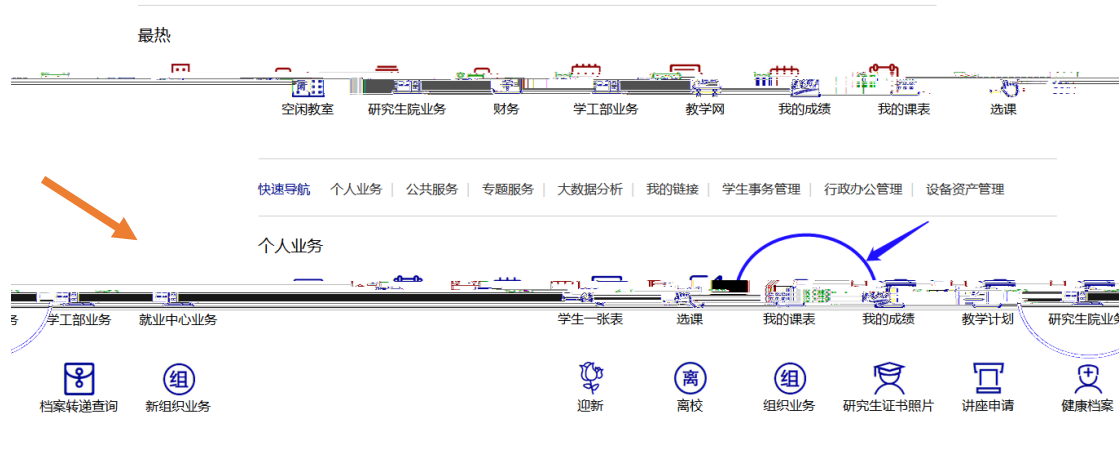 最热
空闲教室 研究生院业务 财务 学工部业务 教学网 我的成绩 我的课表 选课
快速导航 个人业务 | 公共服务 | 专题服务 | 大数据分析 | 我的链接 | 学生事务管理 | 行政办公管理 | 设备资产管理
个人业务
学工部业务 就业中心业务 学生一张表 选课 我的课表 我的成绩 教学计划 研究生院业务
组 离 组
档案转递查询 新组织业务 迎新 离校 组织业务 研究生证书照片 讲座申请 健康档案